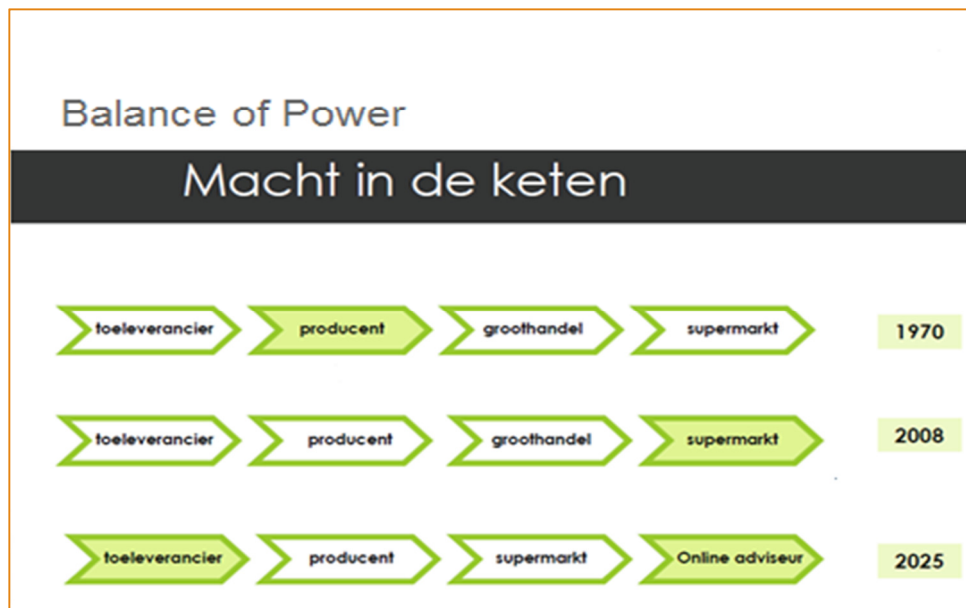 Balance of Power
Macht in de keten
toeleverancier producent groothandel supermarkt 1970
toeleverancier producent groothandel supermarkt 2008
toeleverancier producent supermarkt Online adviseur 2025